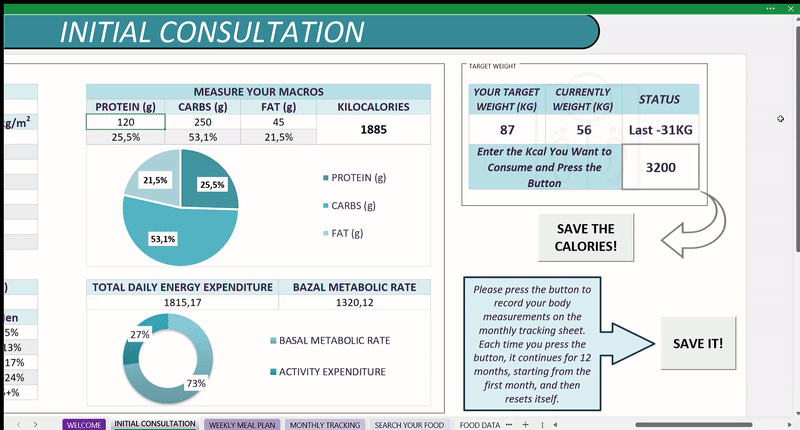 INITIAL CONSULTATION
kg/m²
)
len
5%
13%
17%
24%
+%
MEASURE YOUR MACROS
PROTEIN (g) CARBS (g) FAT (g) KILOCALORIES
120 250 45 1885
25,5% 53,1% 21,5%
21,5%
25,5%
53,1%
PROTEIN (g)
CARBS (g)
FAT (g)
TOTAL DAILY ENERGY EXPENDITURE BAZAL METABOLIC RATE
1815,17 1320,12
27%
73%
BASAL METABOLIC RATE
ACTIVITY EXPENDITURE
TARGET WEIGHT
YOUR TARGET WEIGHT (KG) CURRENTLY WEIGHT (KG) STATUS
87 56 Last -31KG
Enter the Kcal You Want to
Consume and Press the
Button
3200
SAVE THE
CALORIES!
Please press the button to
record your body
measurements on the
monthly tracking sheet.
Each time you press the
button, it continues for 12
months, starting from the
first month, and then
resets itself.
SAVE IT!
WELCOME INITIAL CONSULTATION WEEKLY MEAL PLAN MONTHLY TRACKING SEARCH YOUR FOOD FOOD DATA